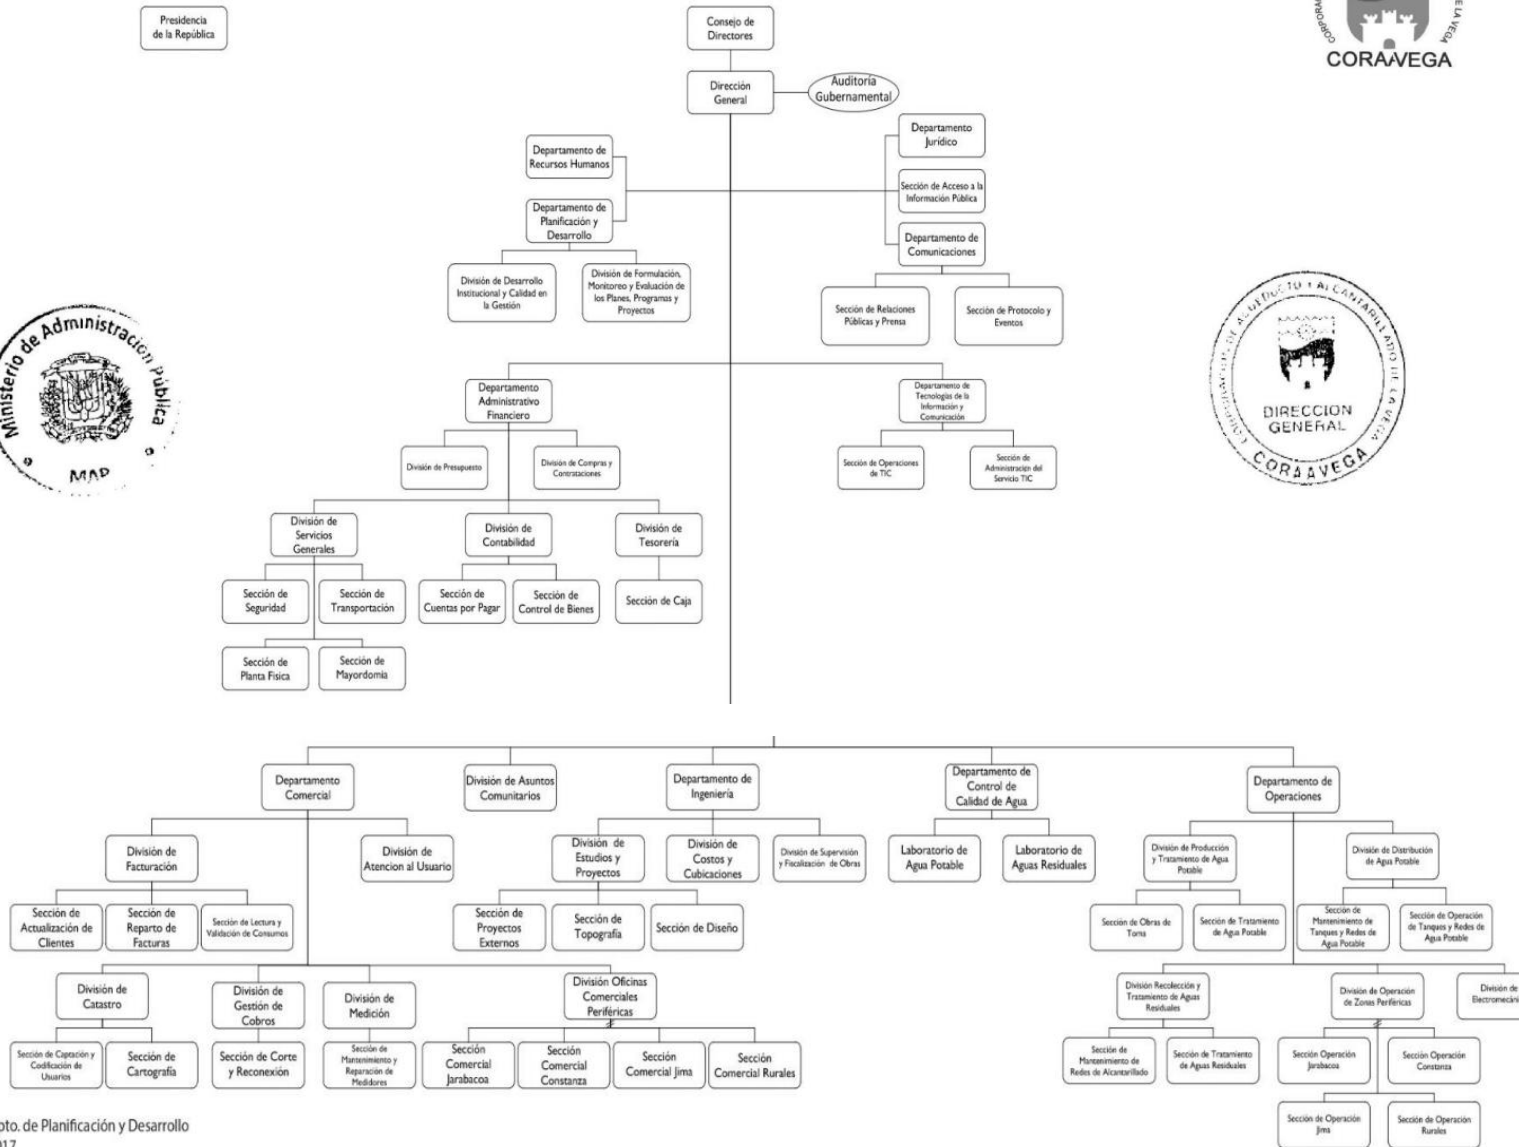 Presidencia
de la República
Consejo de
Directores
DE LA VEGA
CORAAVEGA
Dirección
General
Auditoría
Gubernamental
Departamento de
Recursos Humanos
Departamento
Jurídico
Sección de Acceso a la
Información Pública
Departamento de
Planificación y
Desarrollo
Departamento de
Comunicaciones
División de Desarrollo
Institucional y Calidad en
la Gestión
División de Formulación,
Monitoreo y Evaluación de
los Planes, Programas y
Proyectos
Sección de Relaciones
Públicas y Prensa
Sección de Protocolo y
Eventos
Ministerio de Administración Pública
MAP
CORPORACION DE ACUEDUCTO Y ALCANTARILLADO DE LA VEGA
DIRECCION
GENERAL
CORAAVEGA
Departamento
Administrativo
Financiero
Departamento de
Tecnologías de la
Información y
Comunicación
División de Presupuesto
División de Compras y
Contrataciones
Sección de Operaciones
de TIC
Sección de
Administración del
Servicio TIC
División de
Servicios
Generales
División de
Contabilidad
División de
Tesorería
Sección de
Seguridad
Sección de
Transportación
Sección de
Cuentas por Pagar
Sección de
Control de Bienes
Sección de Caja
Sección de
Planta Fisica
Sección de
Mayordomia
Departamento
Comercial
División de Asuntos
Comunitarios
Departamento de
Ingeniería
Departamento de
Control de
Calidad de Agua
Departamento de
Operaciones
División de
Facturación
División de
Atencion al Usuario
División de
Estudios y
Proyectos
División de
Costos y
Cubicaciones
División de Supervisión
y Fiscalización de Obras
Laboratorio de
Agua Potable
Laboratorio de
Aguas Residuales
División de Producción
y Tratamiento de Agua
Potable
División de Distribución
de Agua Potable
Sección de
Actualización de
Clientes
Sección de
Reparto de
Facturas
Sección de Lectura y
Validación de Consumos
Sección de
Proyectos
Externos
Sección de
Topografía
Sección de Diseño
Sección de Obras de
Toma
Sección de Tratamiento
de Agua Potable
Sección de
Mantenimiento de
Tanques y Redes de
Agua Potable
Sección de Operación
de Tanques y Redes de
Agua Potable
División de
Catastro
División de
Gestión de
Cobros
División de
Medición
División Oficinas
Comerciales
Periféricas
División Recolección y
Tratamiento de Aguas
Residuales
División de Operación
de Zonas Periféricas
División de
Sección de Captación y
Codificación de
Usuarios
Sección de
Cartografía
Sección de Corte
y Reconexión
Sección de
Mantenimiento y
Reparación de
Medidores
Sección
Comercial
Jarabacoa
Sección
Comercial
Constanza
Sección
Comercial Jima
Sección
Comercial Rurales
Sección de
Mantenimiento de
Redes de Alcantarillado
Sección de Tratamiento
de Aguas Residuales
Sección Operación
Jarabacoa
Sección Operación
Constanza
Sección de Operación
Jima
Sección de Operación
Rurales
de Planificación y Desarrollo